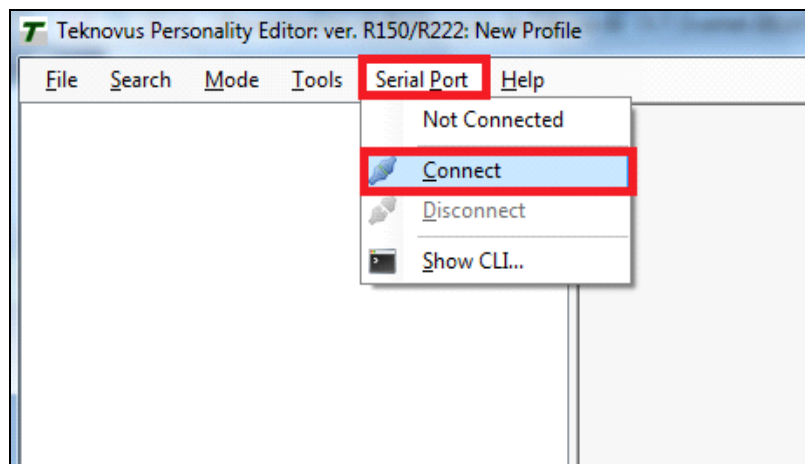 Teknovus Personality Editor: ver. R150/R222: New Profile
File Search Mode Tools Serial Port Help
Not Connected
Connect
Disconnect
Show CLI...